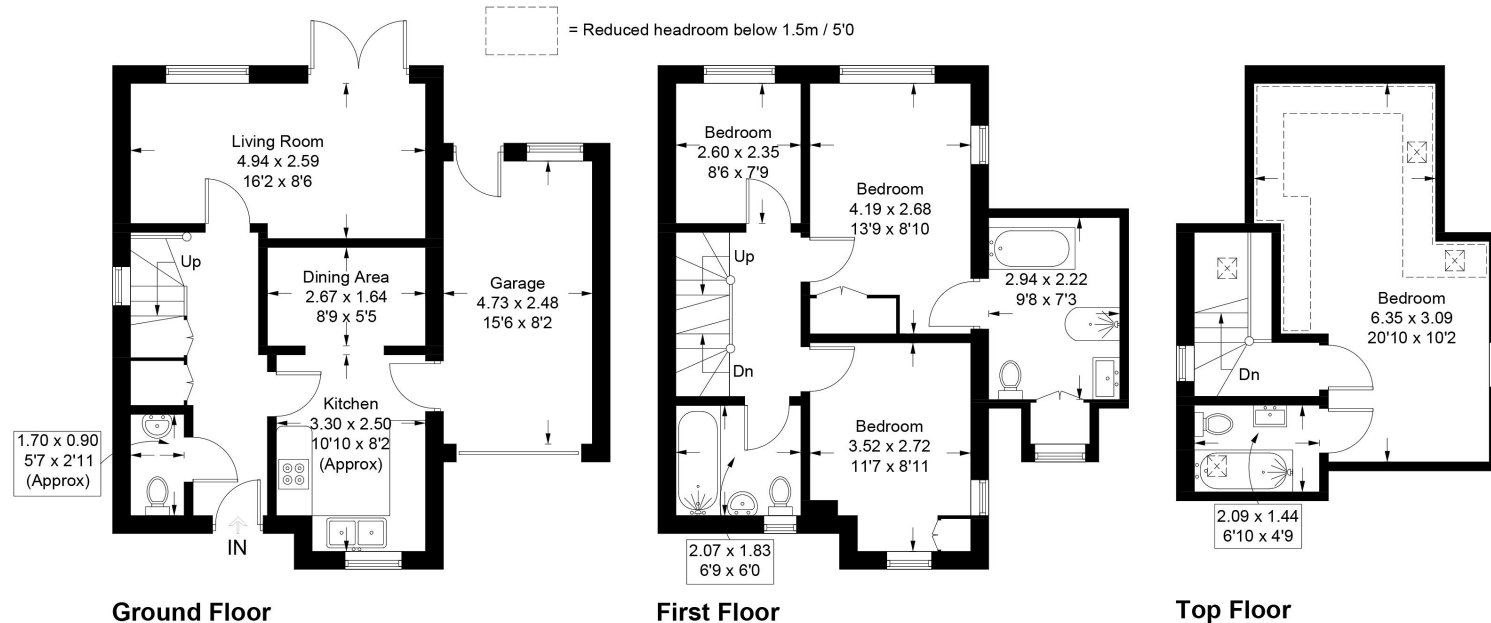 = Reduced headroom below 1.5m / 5'0
Living Room
4.94 x 2.59
16'2 x 8'6
Up
Dining Area
2.67 x 1.64
8'9 x 5'5
Garage
4.73 x 2.48
15'6 x 8'2
Kitchen
3.30 x 2.50
10'10 x 8'2
(Approx)
1.70 x 0.90
5'7 x 2'11
(Approx)
IN
Ground Floor
Bedroom
2.60 x 2.35
8'6 x 7'9
Bedroom
4.19 x 2.68
13'9 x 8'10
Up
Dn
2.94 x 2.22
9'8 x 7'3
Bedroom
3.52 x 2.72
11'7 x 8'11
2.07 x 1.83
6'9 x 6'0
First Floor
Bedroom
6.35 x 3.09
20'10 x 10'2
Dn
2.09 x 1.44
6'10 x 4'9
Top Floor